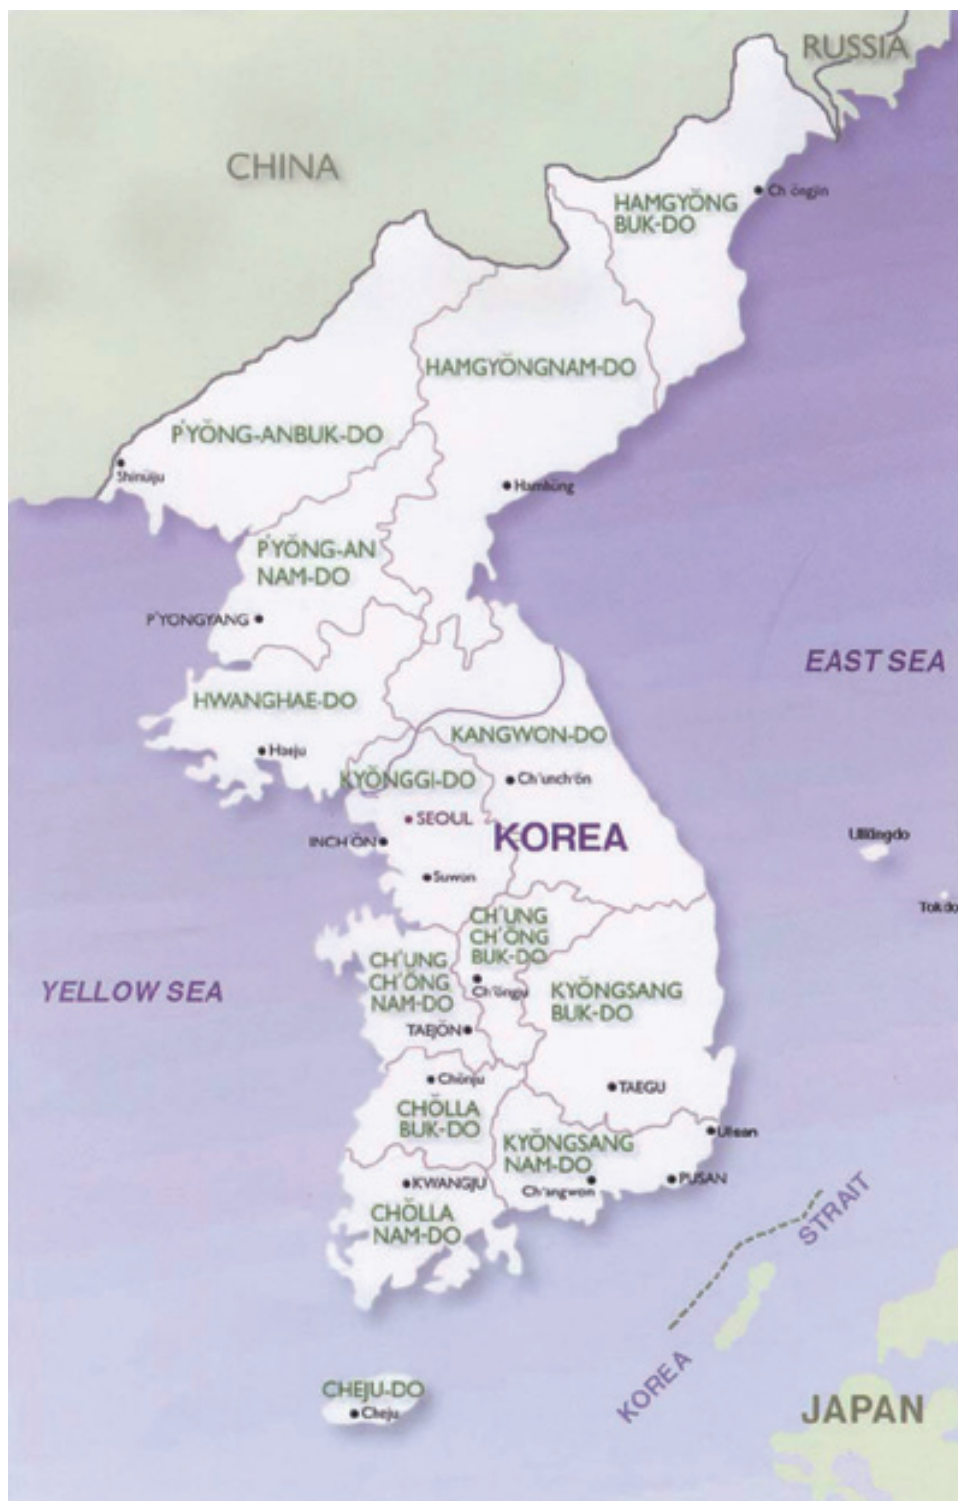 RUSSIA
CHINA
HAMGYŎNG
BUK-DO
Ch'ŏngjin
HAMGYŎNGNAM-DO
P'YŎNG-ANBUK-DO
Shinŭiju
Hamhŭng
P'YŎNG-AN
NAM-DO
P'YONGYANG
EAST SEA
HWANGHAE-DO
KANGWON-DO
Haeju
KYŎNGGI-DO
Ch'unch'ŏn
SEOUL
KOREA
INCH'ŎN
Ullŭngdo
Suwon
Tokdo
CH'UNG
CH'ŎNG
BUK-DO
CH'UNG
CH'ŎNG
NAM-DO
Ch'ŏngju
KYŎNGSANG
BUK-DO
YELLOW SEA
TAEJŎN
Chŏnju
TAEGU
CHŎLLA
BUK-DO
KYŎNGSANG
NAM-DO
Ulsan
KWANGJU
Ch'angwon
PUSAN
CHŎLLA
NAM-DO
KOREA STRAIT
CHEJU-DO
Cheju
JAPAN